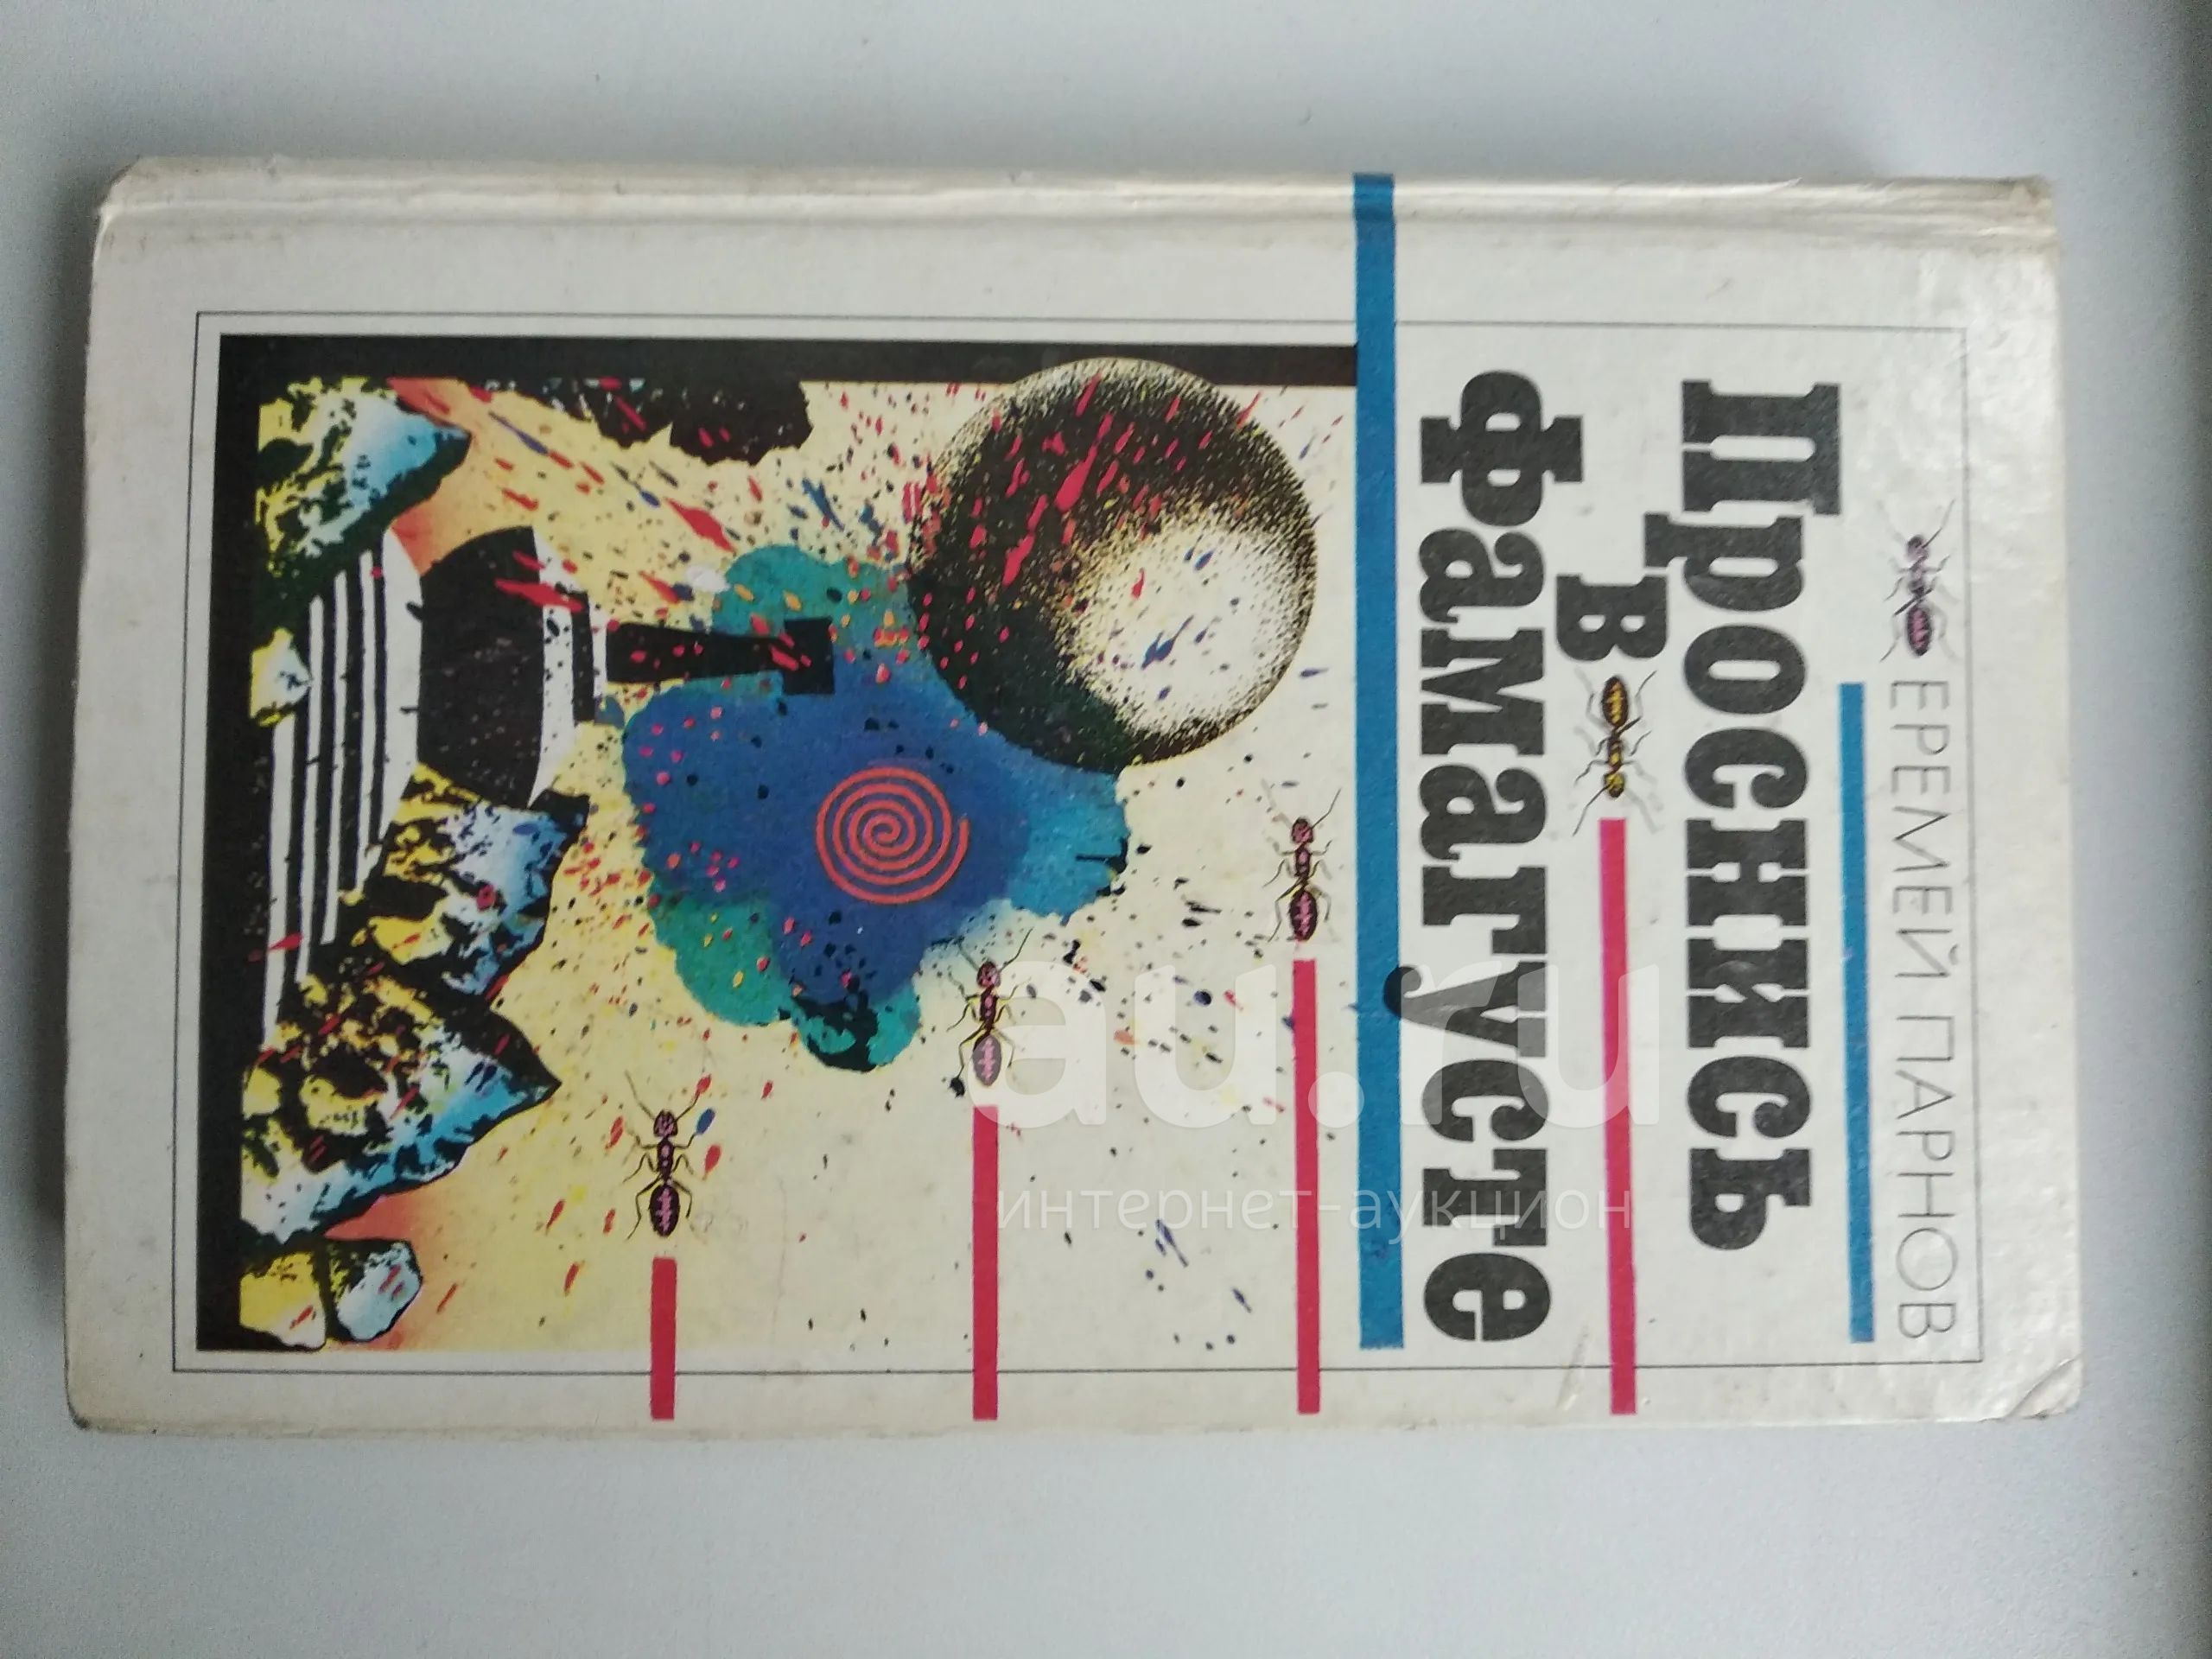 ЕРЕМЕЙ ПАРНОВ
Проснись
в
Фамагусте
au.ru
интернет-аукцион